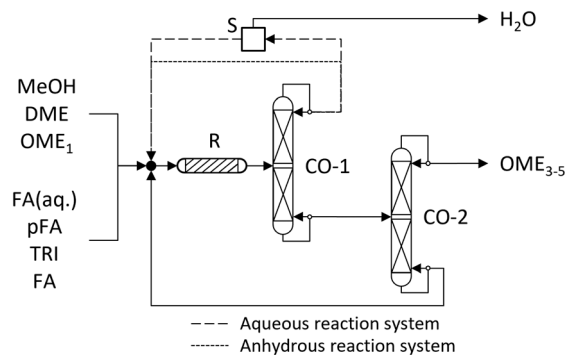 S
H₂O
MeOH
DME
OME₁
R
CO-1
OME₃₋₅
FA(aq.)
pFA
TRI
FA
CO-2
Aqueous reaction system
Anhydrous reaction system